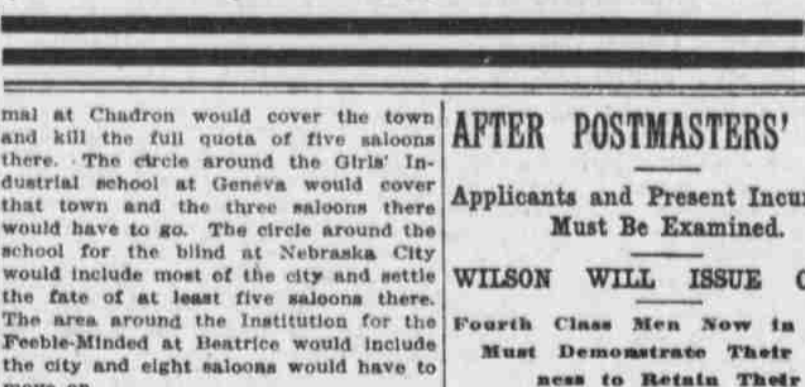 mal at Chadron would cover the town
and kill the full quota of five saloons
there. The circle around the Girls' In-
dustrial school at Geneva would cover
that town and the three saloons there
would have to go. The circle around the
school for the blind at Nebraska City
would include most of the city and settle
the fate of at least five saloons there.
The area around the Institution for the
Feeble-Minded at Beatrice would include
the city and eight saloons would have to
move on
AFTER POSTMASTERS'
Applicants and Present Incu
Must Be Examined.
WILSON WILL ISSUE
Fourth Class Men Now in
Must Demonstrate Their
ness to Retain Their